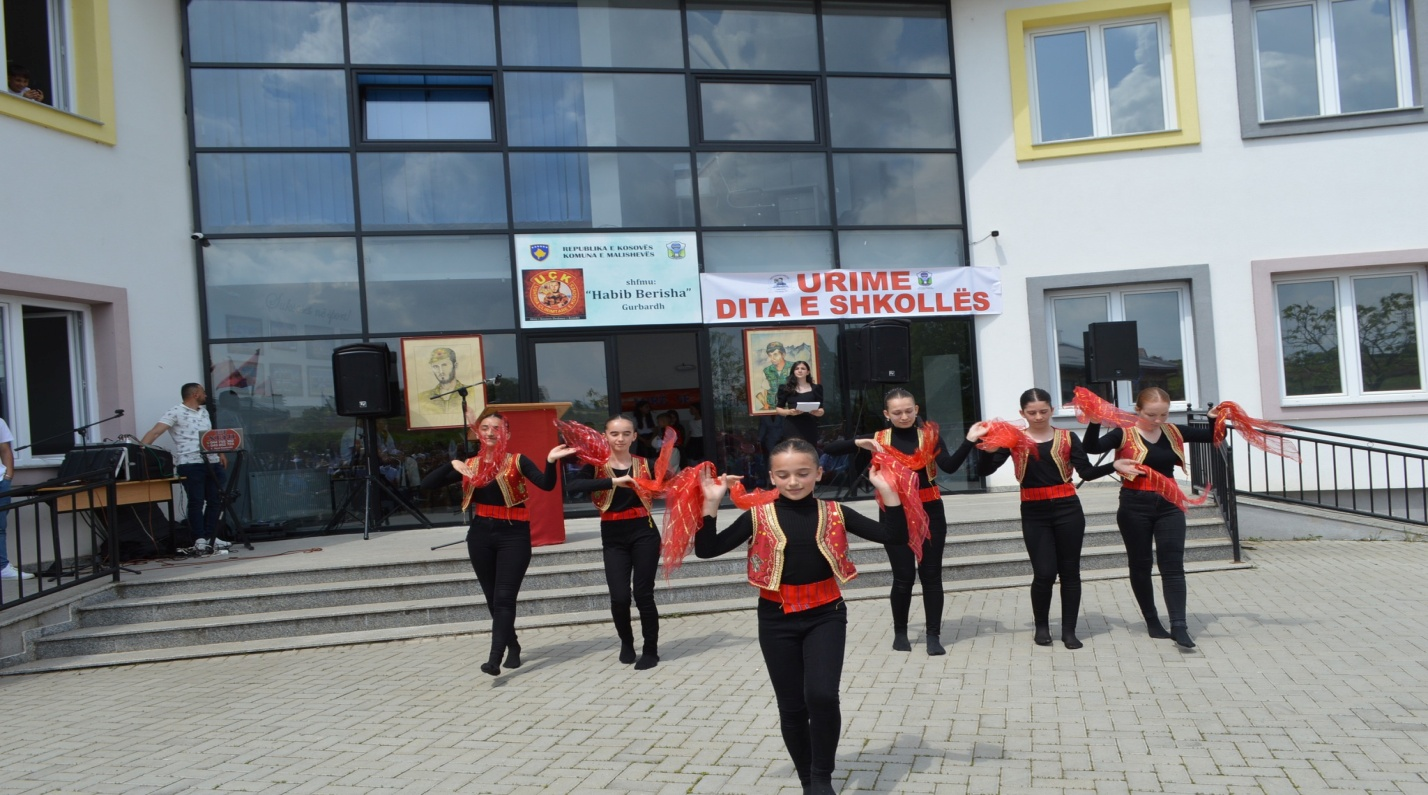 REPUBLIKA E KOSOVËS
KOMUNA E MALISHEVËS
UÇK
shfmu:
"Habib Berisha"
Gurbardh
URIME
DITA E SHKOLLËS